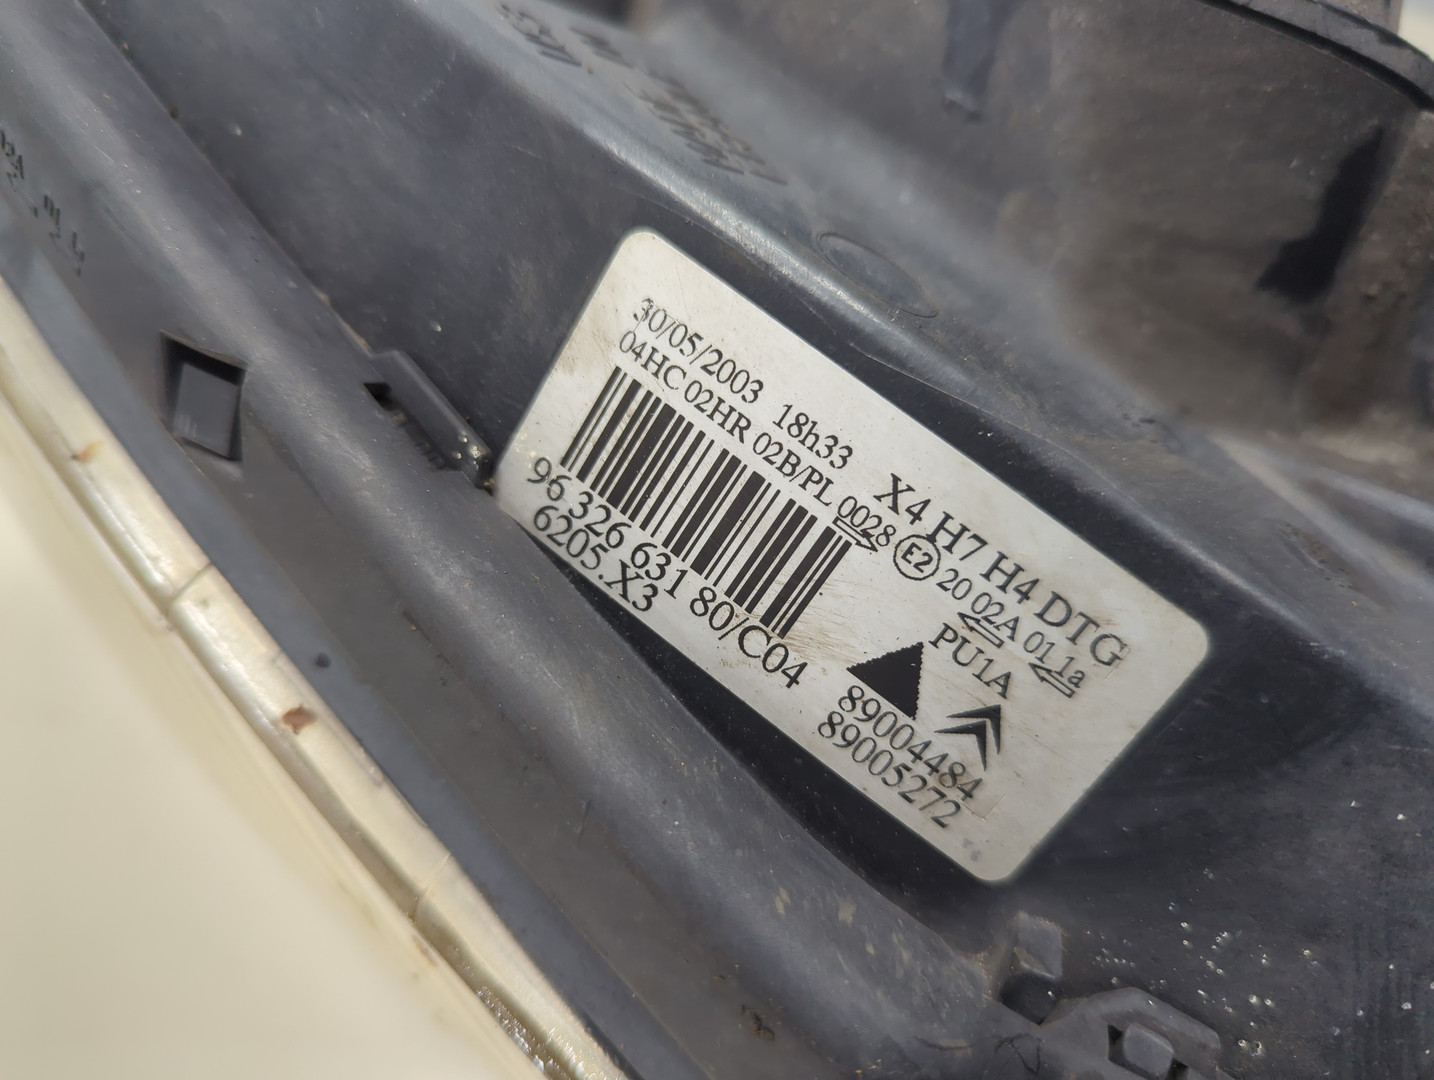 30/05/2003 18h33 X4 H7 H4 DTG
04HC 02HR 02B/PL 0028 E2 20 02A 01 1a
PU1A
96 326 631 80/C04
6205.X3
89004484
89005272